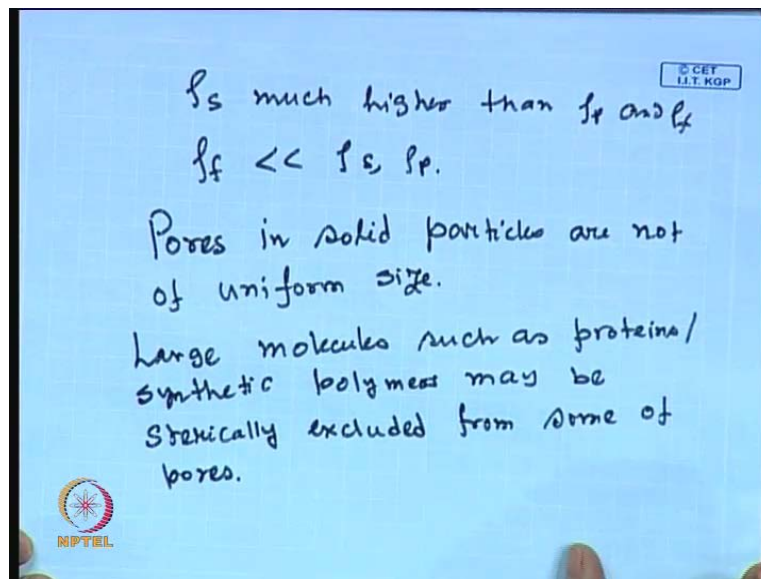 © CET
I.I.T. KGP
ρs much higher than ρp and ρf
ρf << ρs, ρp.
Pores in solid particles are not
of uniform size.
Large molecules such as proteins/
synthetic polymers may be
sterically excluded from some of
pores.
NPTEL